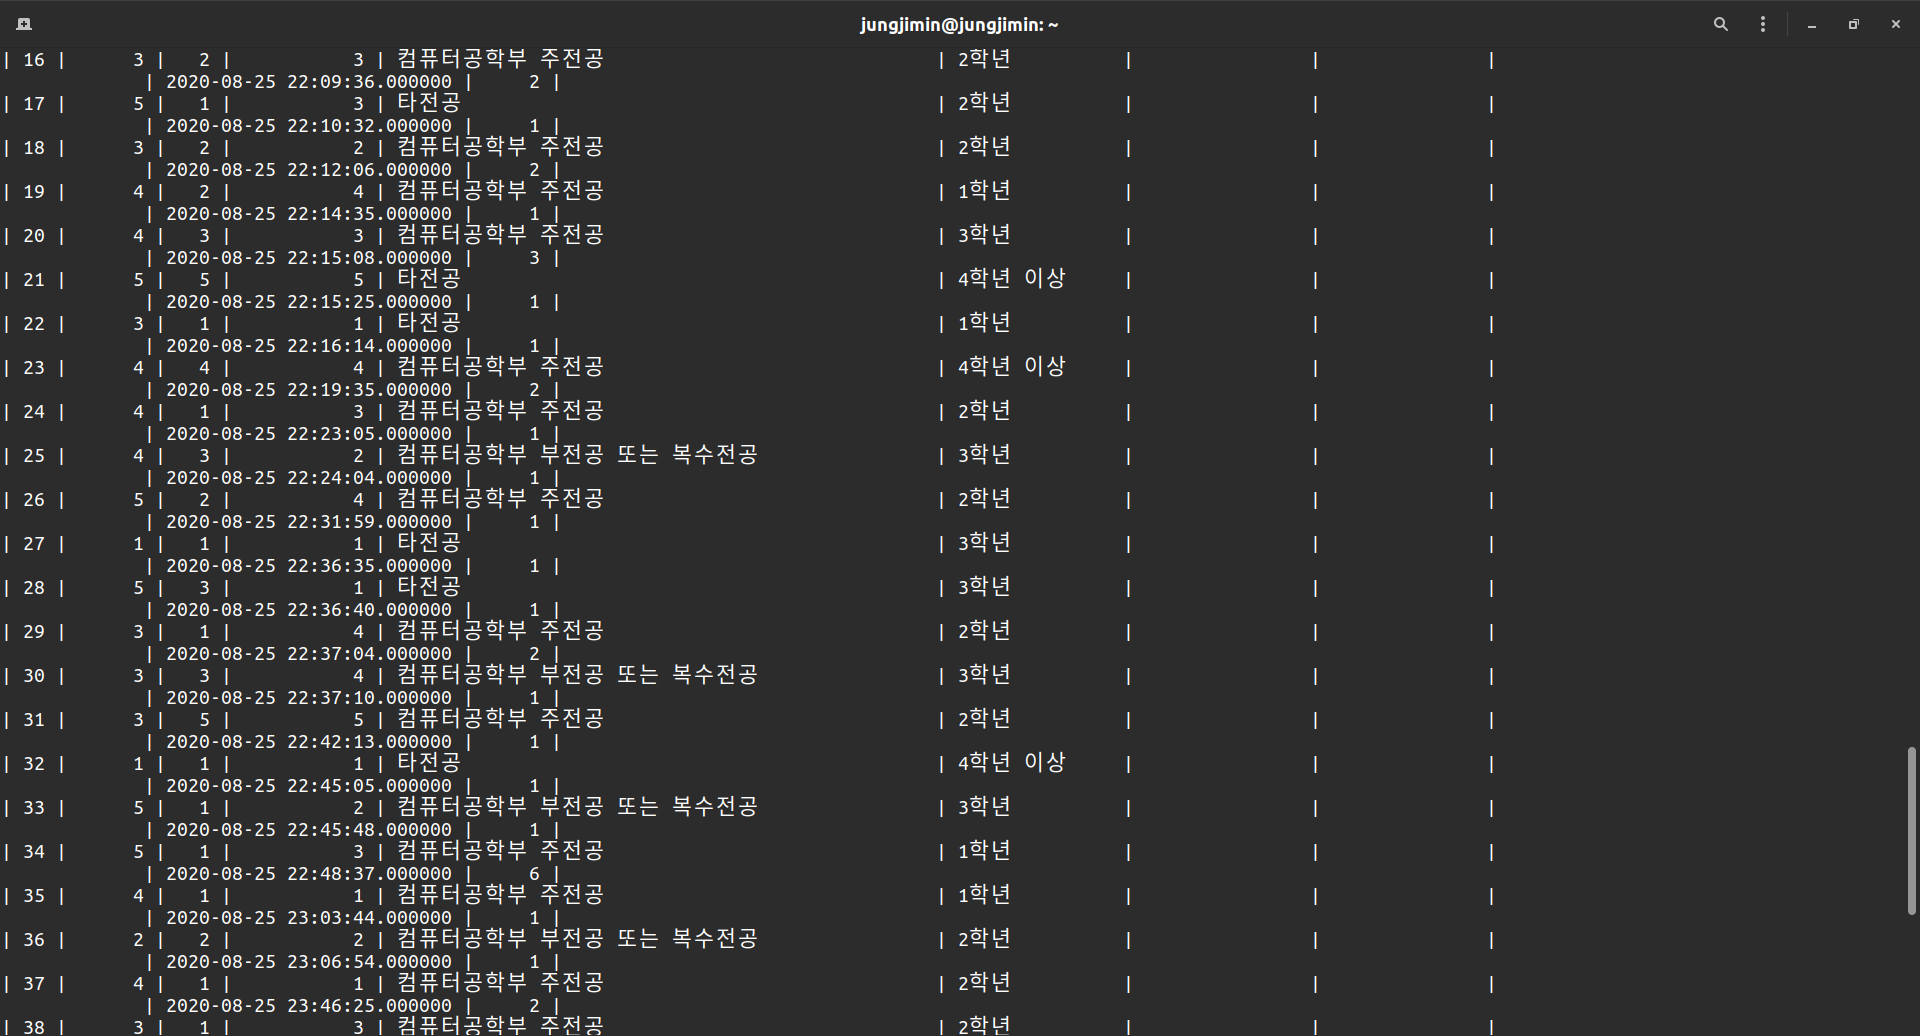 jungjimin@jungjimin: ~
| 16 | 3 | 2 | 3 | 컴퓨터공학부 주전공 | 2학년 | | |
| 2020-08-25 22:09:36.000000 | 2 |
| 17 | 5 | 1 | 3 | 타전공 | 2학년 | | |
| 2020-08-25 22:10:32.000000 | 1 |
| 18 | 3 | 2 | 2 | 컴퓨터공학부 주전공 | 2학년 | | |
| 2020-08-25 22:12:06.000000 | 2 |
| 19 | 4 | 2 | 4 | 컴퓨터공학부 주전공 | 1학년 | | |
| 2020-08-25 22:14:35.000000 | 1 |
| 20 | 4 | 3 | 3 | 컴퓨터공학부 주전공 | 3학년 | | |
| 2020-08-25 22:15:08.000000 | 3 |
| 21 | 5 | 5 | 5 | 타전공 | 4학년 이상 | | |
| 2020-08-25 22:15:25.000000 | 1 |
| 22 | 3 | 1 | 1 | 타전공 | 1학년 | | |
| 2020-08-25 22:16:14.000000 | 1 |
| 23 | 4 | 4 | 4 | 컴퓨터공학부 주전공 | 4학년 이상 | | |
| 2020-08-25 22:19:35.000000 | 2 |
| 24 | 4 | 1 | 3 | 컴퓨터공학부 주전공 | 2학년 | | |
| 2020-08-25 22:23:05.000000 | 1 |
| 25 | 4 | 3 | 2 | 컴퓨터공학부 부전공 또는 복수전공 | 3학년 | | |
| 2020-08-25 22:24:04.000000 | 1 |
| 26 | 5 | 2 | 4 | 컴퓨터공학부 주전공 | 2학년 | | |
| 2020-08-25 22:31:59.000000 | 1 |
| 27 | 1 | 1 | 1 | 타전공 | 3학년 | | |
| 2020-08-25 22:36:35.000000 | 1 |
| 28 | 5 | 3 | 1 | 타전공 | 3학년 | | |
| 2020-08-25 22:36:40.000000 | 1 |
| 29 | 3 | 1 | 4 | 컴퓨터공학부 주전공 | 2학년 | | |
| 2020-08-25 22:37:04.000000 | 2 |
| 30 | 3 | 3 | 4 | 컴퓨터공학부 부전공 또는 복수전공 | 3학년 | | |
| 2020-08-25 22:37:10.000000 | 1 |
| 31 | 3 | 5 | 5 | 컴퓨터공학부 주전공 | 2학년 | | |
| 2020-08-25 22:42:13.000000 | 1 |
| 32 | 1 | 1 | 1 | 타전공 | 4학년 이상 | | |
| 2020-08-25 22:45:05.000000 | 1 |
| 33 | 5 | 1 | 2 | 컴퓨터공학부 부전공 또는 복수전공 | 3학년 | | |
| 2020-08-25 22:45:48.000000 | 1 |
| 34 | 5 | 1 | 3 | 컴퓨터공학부 주전공 | 1학년 | | |
| 2020-08-25 22:48:37.000000 | 6 |
| 35 | 4 | 1 | 1 | 컴퓨터공학부 주전공 | 1학년 | | |
| 2020-08-25 23:03:44.000000 | 1 |
| 36 | 2 | 2 | 2 | 컴퓨터공학부 부전공 또는 복수전공 | 2학년 | | |
| 2020-08-25 23:06:54.000000 | 1 |
| 37 | 4 | 1 | 1 | 컴퓨터공학부 주전공 | 2학년 | | |
| 2020-08-25 23:46:25.000000 | 2 |
| 38 | 3 | 1 | 3 | 컴퓨터공학부 주전공 | 2학년 | | |